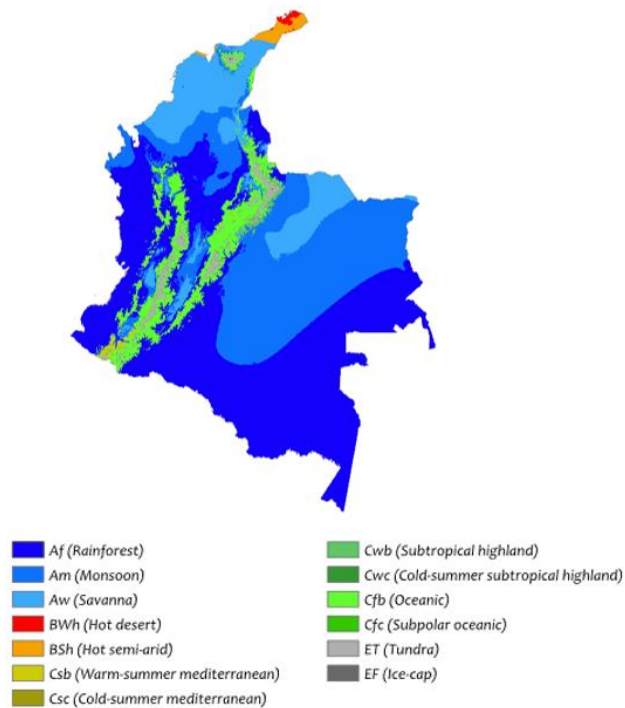 Af (Rainforest)
Am (Monsoon)
Aw (Savanna)
BWh (Hot desert)
BSh (Hot semi-arid)
Csb (Warm-summer mediterranean)
Csc (Cold-summer mediterranean)
Cwb (Subtropical highland)
Cwc (Cold-summer subtropical highland)
Cfb (Oceanic)
Cfc (Subpolar oceanic)
ET (Tundra)
EF (Ice-cap)